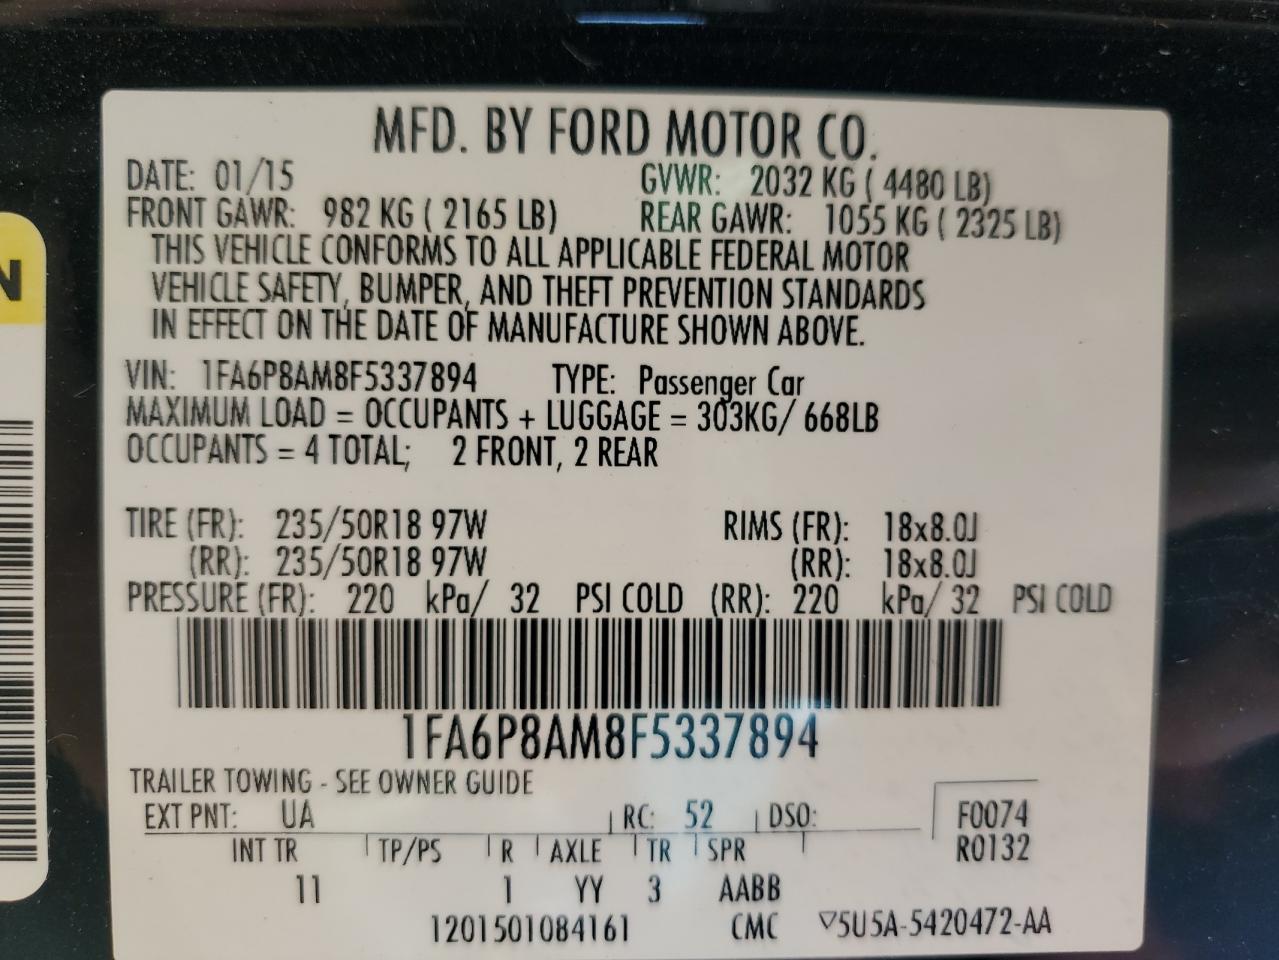 MFD. BY FORD MOTOR CO.
DATE: 01/15 GVWR: 2032 KG ( 4480 LB)
FRONT GAWR: 982 KG ( 2165 LB) REAR GAWR: 1055 KG ( 2325 LB)
THIS VEHICLE CONFORMS TO ALL APPLICABLE FEDERAL MOTOR
VEHICLE SAFETY, BUMPER, AND THEFT PREVENTION STANDARDS
IN EFFECT ON THE DATE OF MANUFACTURE SHOWN ABOVE.
VIN: 1FA6P8AM8F5337894 TYPE: Passenger Car
MAXIMUM LOAD = OCCUPANTS + LUGGAGE = 303KG/ 668LB
OCCUPANTS = 4 TOTAL; 2 FRONT, 2 REAR
TIRE (FR): 235/50R18 97W RIMS (FR): 18x8.0J
(RR): 235/50R18 97W (RR): 18x8.0J
PRESSURE (FR): 220 kPa/ 32 PSI COLD (RR): 220 kPa/ 32 PSI COLD
1FA6P8AM8F5337894
TRAILER TOWING - SEE OWNER GUIDE
EXT PNT: UA RC: 52 DSO: F0074
INT TR TP/PS R AXLE TR SPR R0132
11 1 YY 3 AABB
1201501084161 CMC ▽5U5A-5420472-AA
N